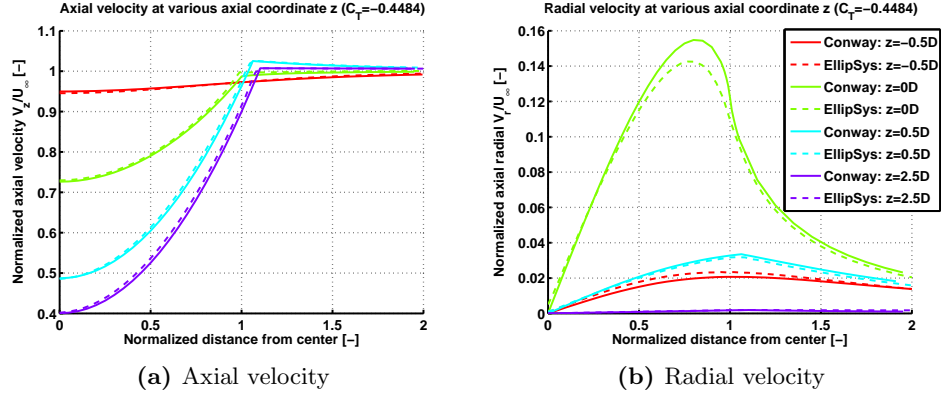 Axial velocity at various axial coordinate z (C_T=−0.4484)
Normalized axial velocity V_z/U_∞ [−]
1.1
1
0.9
0.8
0.7
0.6
0.5
0.4
0
0.5
1
1.5
2
Normalized distance from center [−]
(a) Axial velocity
Radial velocity at various axial coordinate z (C_T=−0.4484)
Normalized axial radial V_r/U_∞ [−]
0.16
0.14
0.12
0.1
0.08
0.06
0.04
0.02
0
0
0.5
1
1.5
2
Normalized distance from center [−]
Conway: z=−0.5D
EllipSys: z=−0.5D
Conway: z=0D
EllipSys: z=0D
Conway: z=0.5D
EllipSys: z=0.5D
Conway: z=2.5D
EllipSys: z=2.5D
(b) Radial velocity